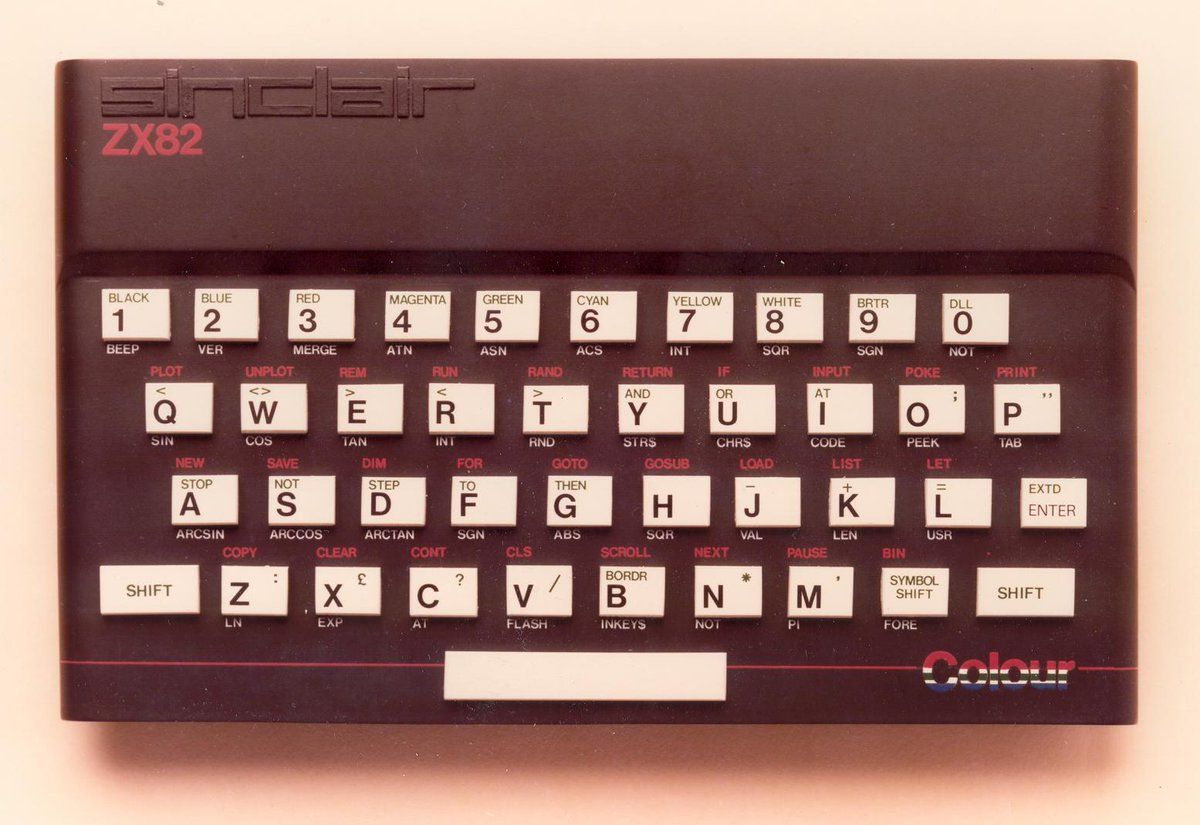 sinclair
ZX82
BLACK BLUE RED MAGENTA GREEN CYAN YELLOW WHITE BRTR DLL
1 2 3 4 5 6 7 8 9 0
BEEP VER MERGE ATN ASN ACS INT SQR SGN NOT
PLOT UNPLOT REM RUN RAND RETURN IF INPUT POKE PRINT
< <> > < > AND OR AT ; ,,
Q W E R T Y U I O P
SIN COS TAN INT RND STR$ CHR$ CODE PEEK TAB
NEW SAVE DIM FOR GOTO GOSUB LOAD LIST LET
STOP NOT STEP TO THEN − + = EXTD
A S D F G H J K L ENTER
ARCSIN ARCCOS ARCTAN SGN ABS SQR VAL LEN USR
COPY CLEAR CONT CLS SCROLL NEXT PAUSE BIN
: £ ? / BORDR * ' SYMBOL
SHIFT Z X C V B N M SHIFT SHIFT
LN EXP AT FLASH INKEY$ NOT PI FORE
Colour